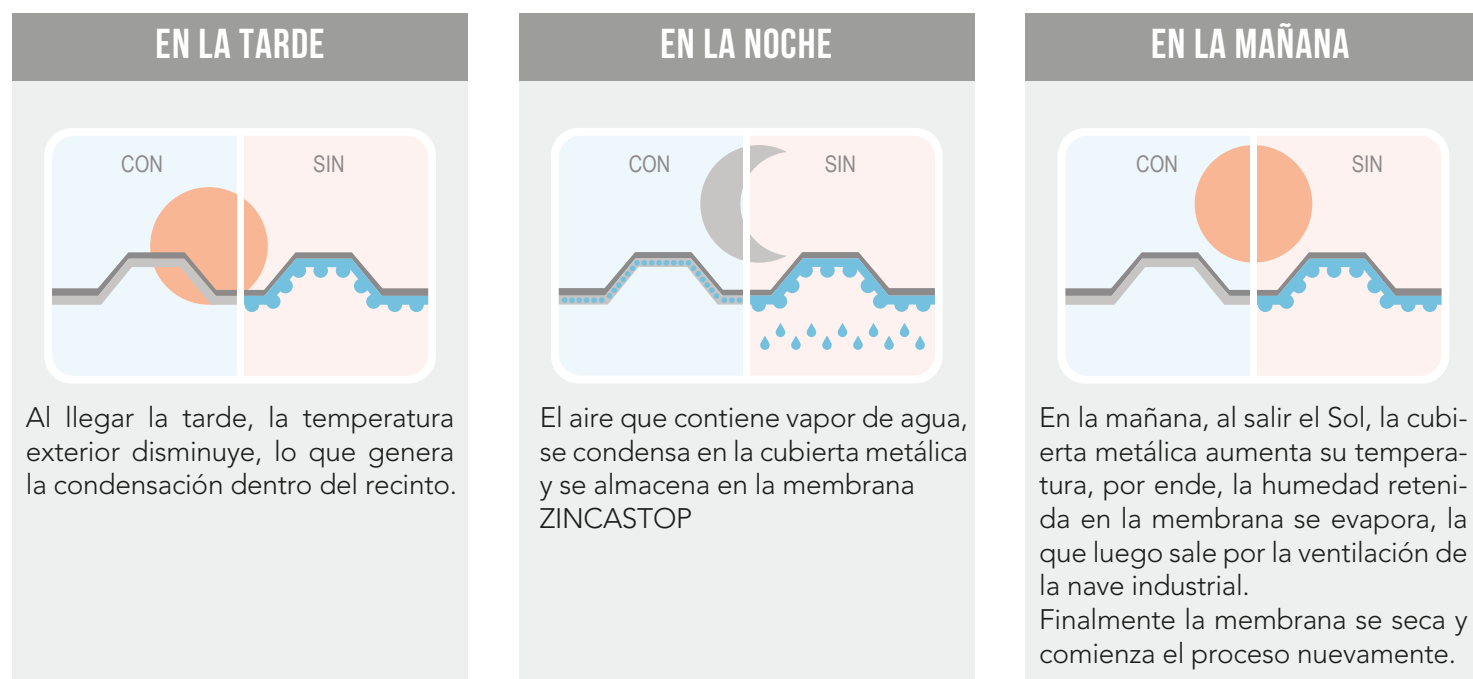 EN LA TARDE
CON
SIN
Al llegar la tarde, la temperatura
exterior disminuye, lo que genera
la condensación dentro del recinto.
EN LA NOCHE
CON
SIN
El aire que contiene vapor de agua,
se condensa en la cubierta metálica
y se almacena en la membrana
ZINCASTOP
EN LA MAÑANA
CON
SIN
En la mañana, al salir el Sol, la cubi-
erta metálica aumenta su tempera-
tura, por ende, la humedad reteni-
da en la membrana se evapora, la
que luego sale por la ventilación de
la nave industrial.
Finalmente la membrana se seca y
comienza el proceso nuevamente.